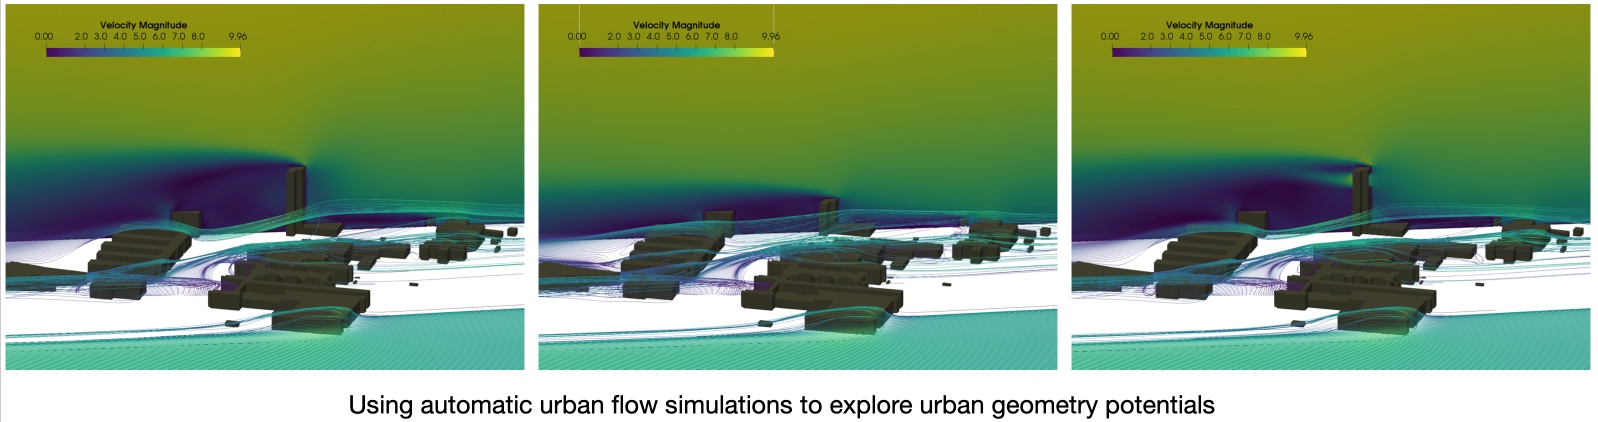 Velocity Magnitude
0.00 2.0 3.0 4.0 5.0 6.0 7.0 8.0 9.96
Velocity Magnitude
0.00 2.0 3.0 4.0 5.0 6.0 7.0 8.0 9.96
Velocity Magnitude
0.00 2.0 3.0 4.0 5.0 6.0 7.0 8.0 9.96
Using automatic urban flow simulations to explore urban geometry potentials